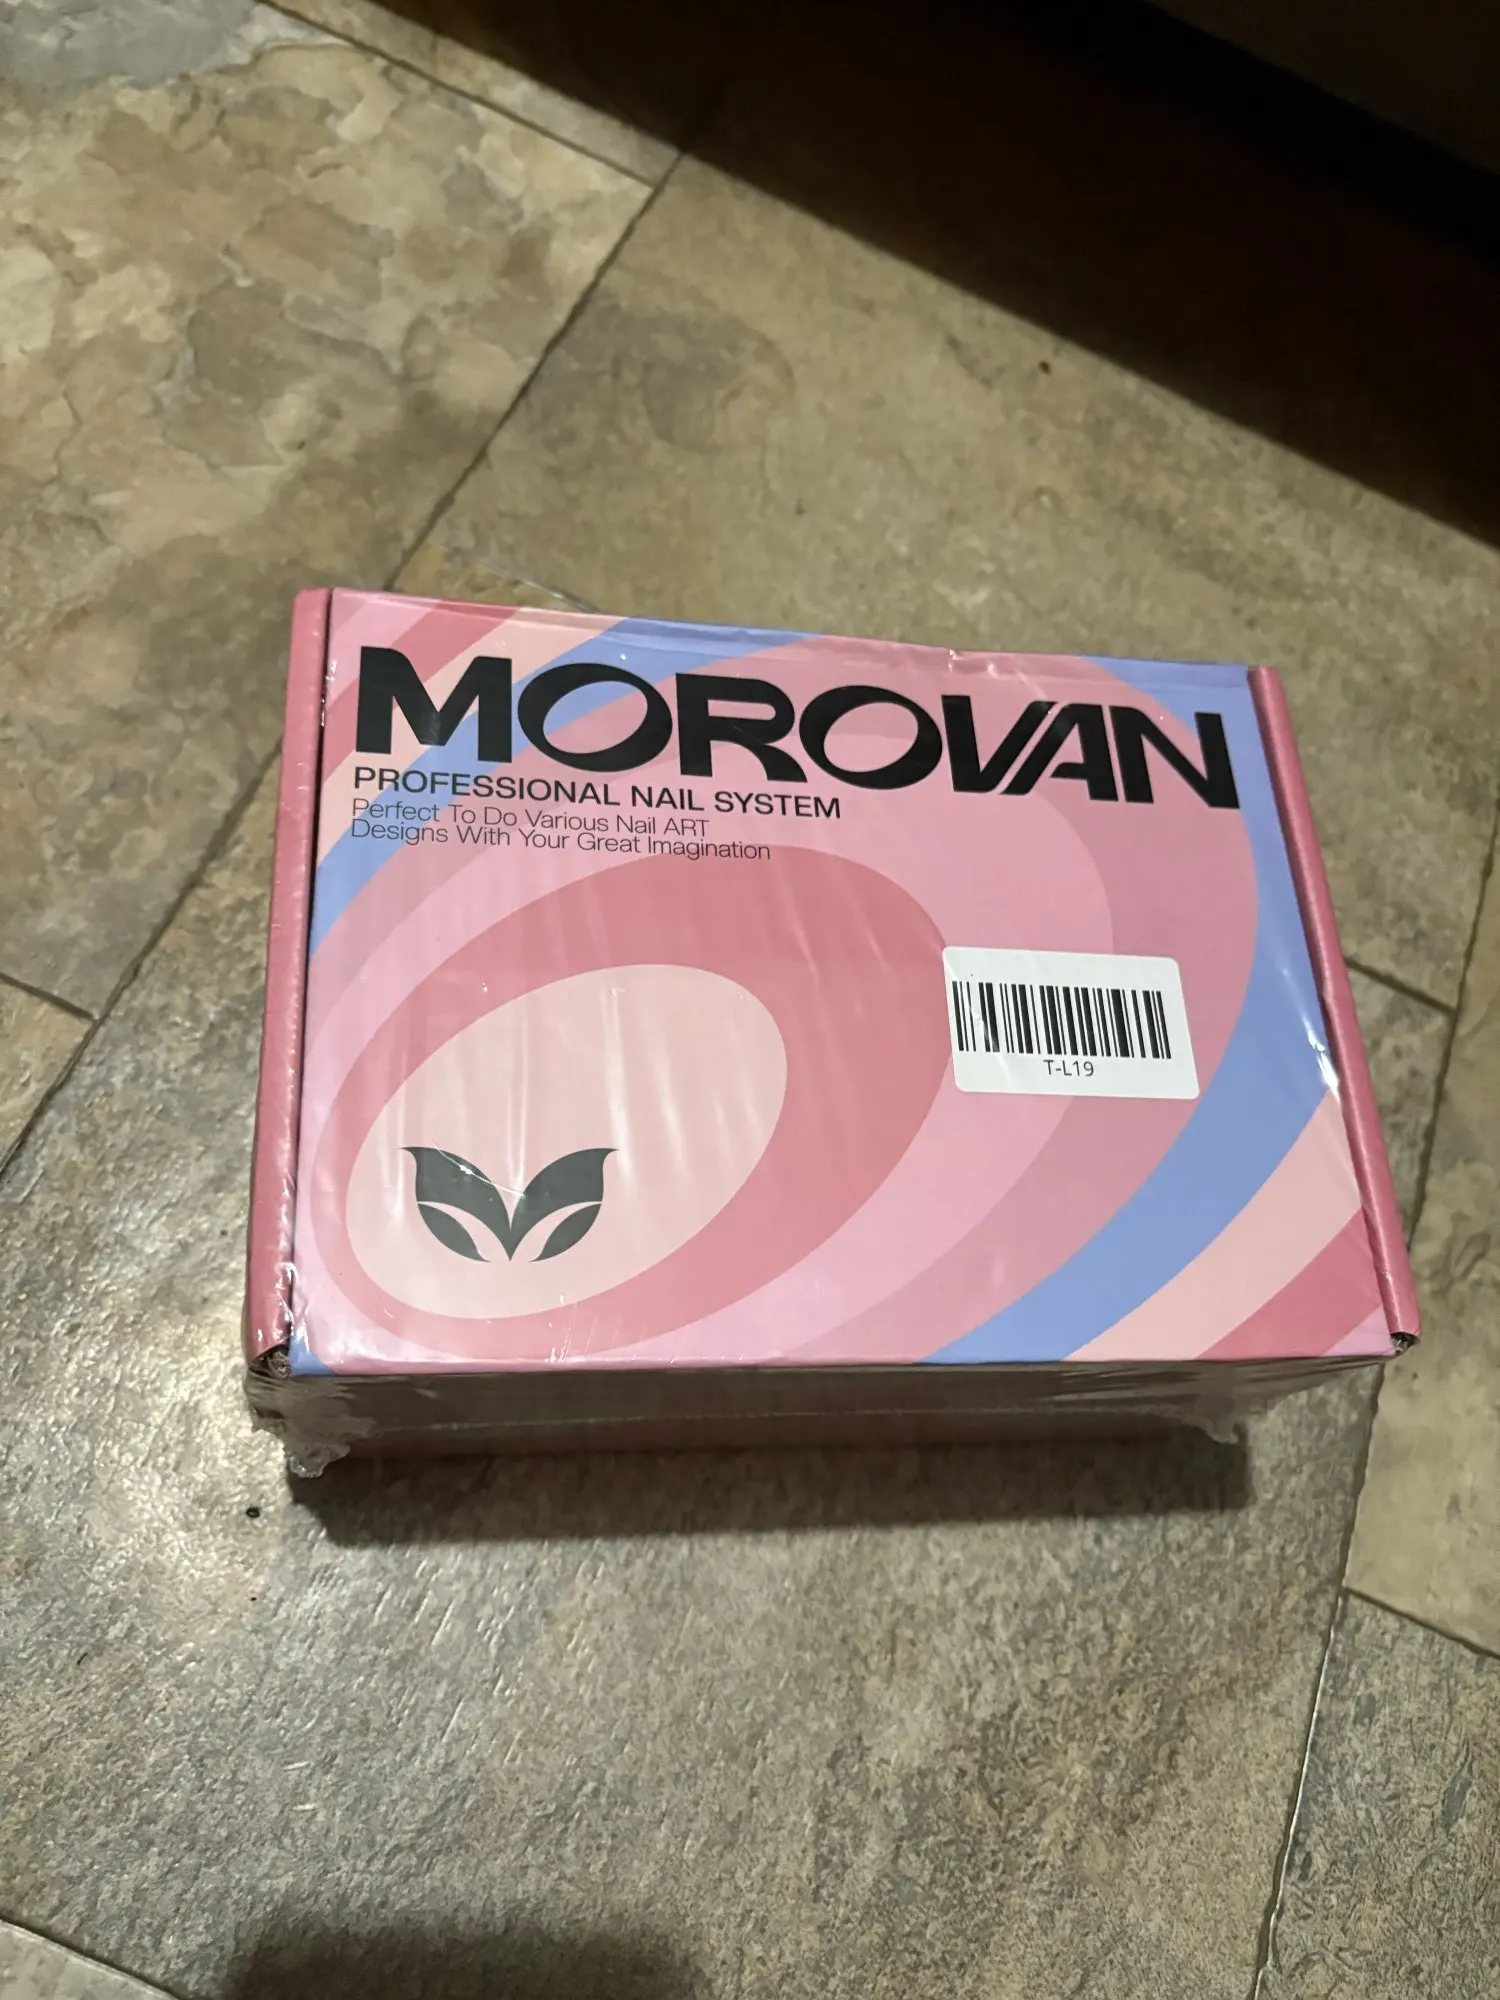 MOROVAN
PROFESSIONAL NAIL SYSTEM
Perfect To Do Various Nail ART
Designs With Your Great Imagination
T-L19